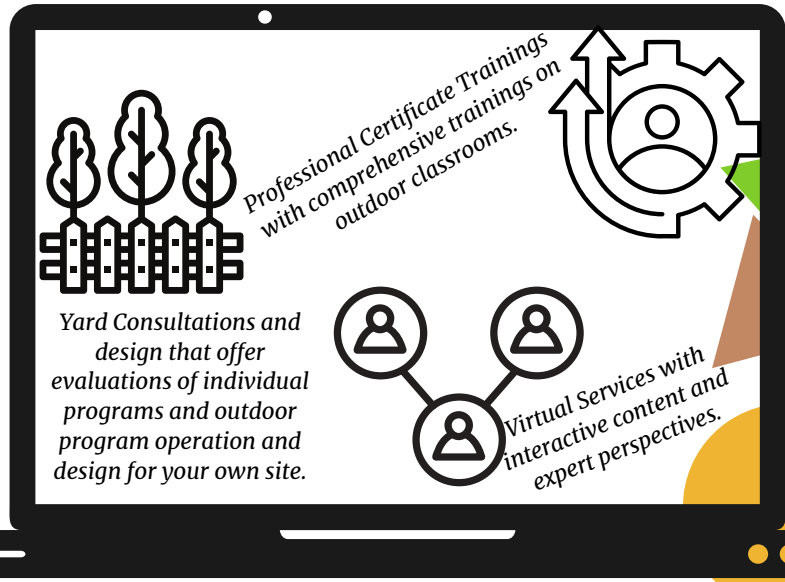 Professional Certificate Trainings
with comprehensive trainings on
outdoor classrooms.
Yard Consultations and
design that offer
evaluations of individual
programs and outdoor
program operation and
design for your own site.
Virtual Services with
interactive content and
expert perspectives.